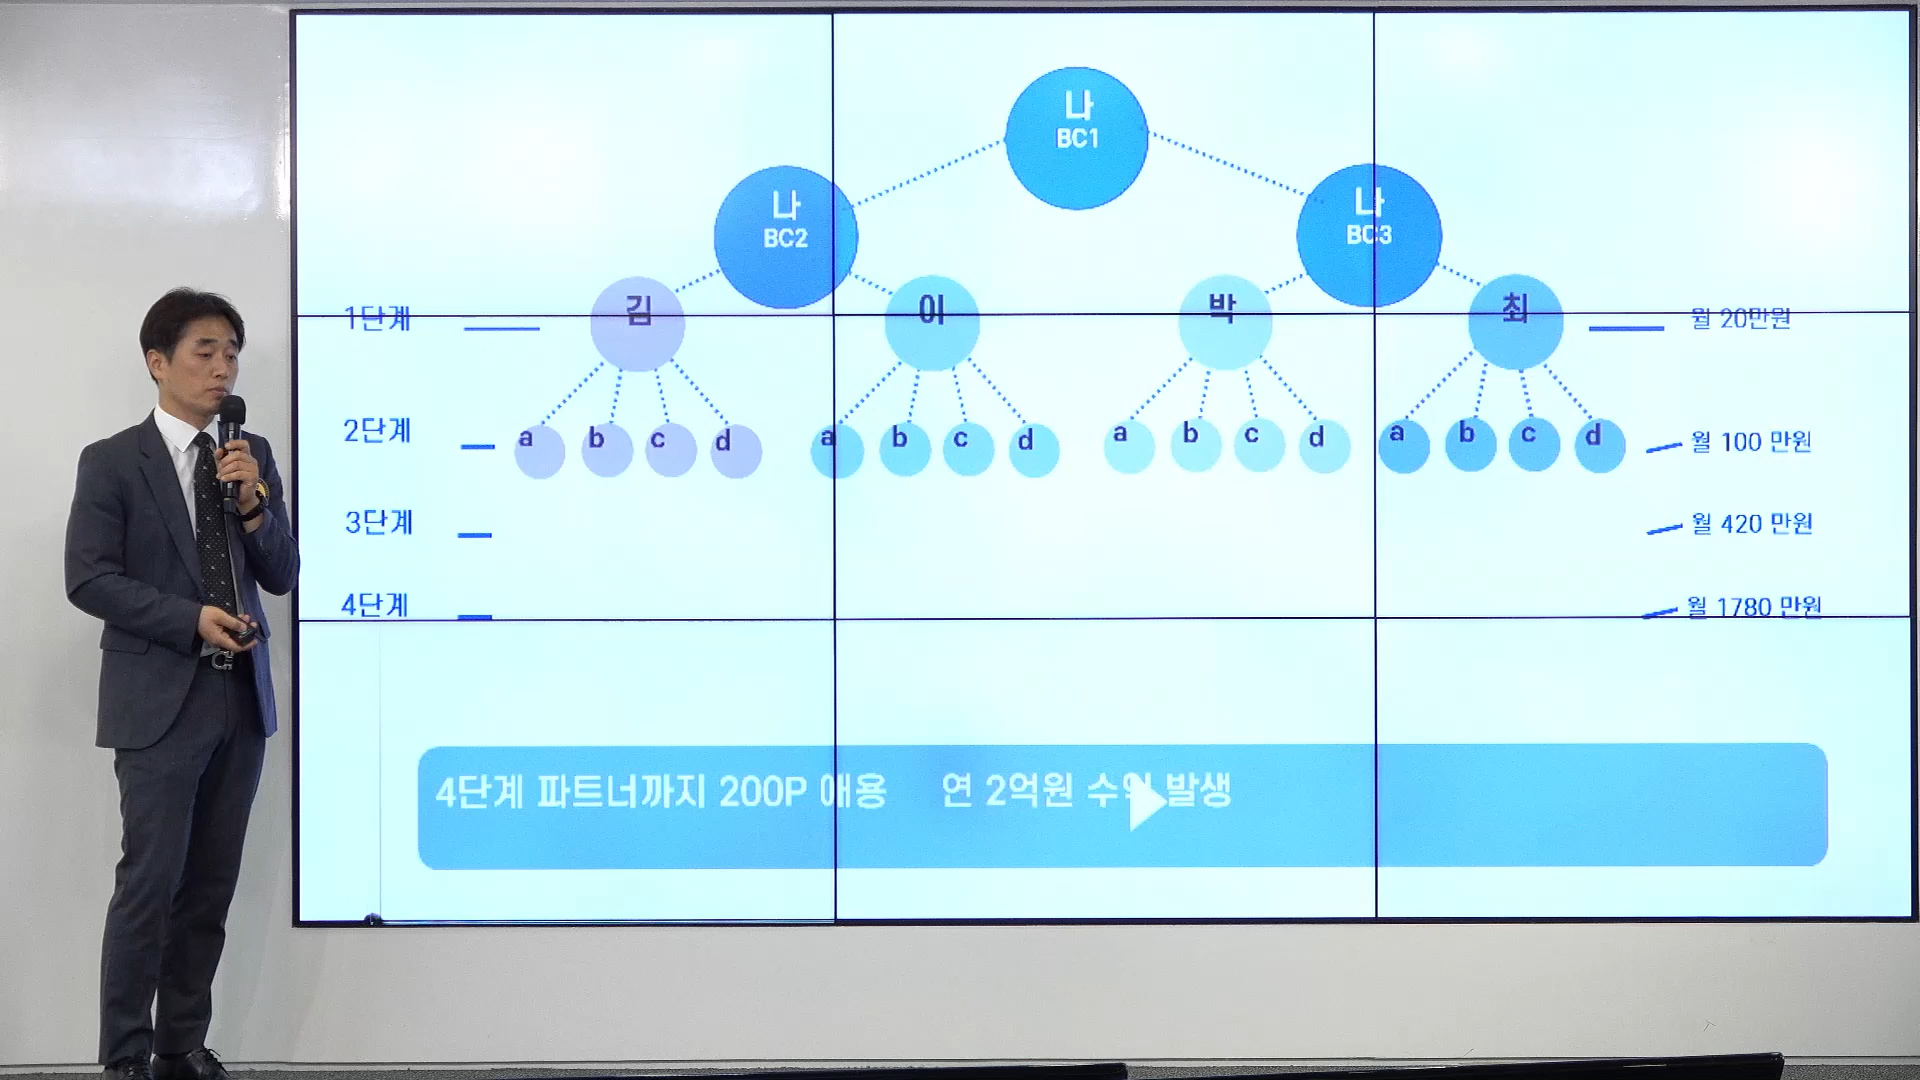 나
BC1
나
BC2
나
BC3
1단계
김
이
박
최
월 20만원
2단계
a b c d
a b c d
a b c d
a b c d
월 100 만원
3단계
월 420 만원
4단계
월 1780 만원
4단계 파트너까지 200P 애용 연 2억원 수익 발생